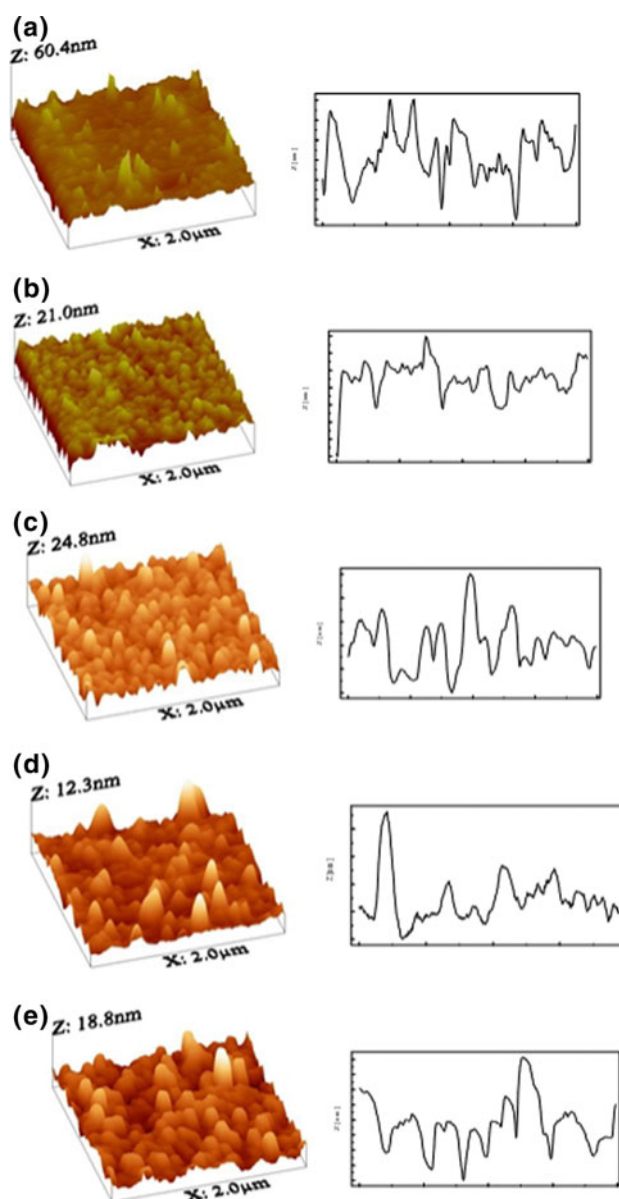 (a)
Z: 60.4nm
X: 2.0µm
(b)
Z: 21.0nm
X: 2.0µm
(c)
Z: 24.8nm
X: 2.0µm
(d)
Z: 12.3nm
X: 2.0µm
(e)
Z: 18.8nm
X: 2.0µm